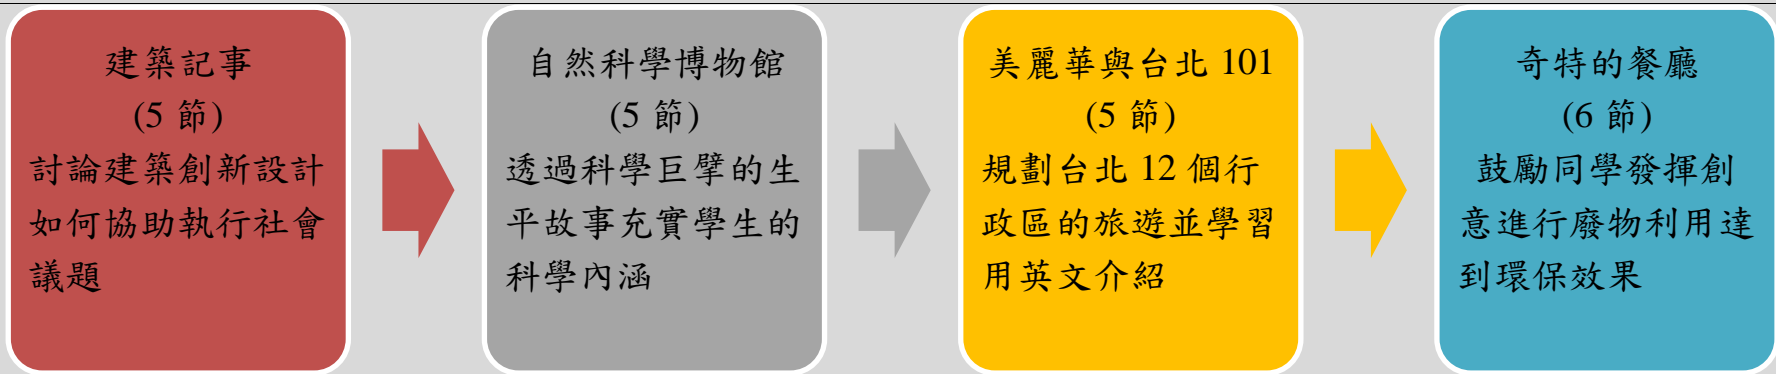 建築記事
(5 節)
討論建築創新設計
如何協助執行社會
議題
自然科學博物館
(5 節)
透過科學巨擘的生
平故事充實學生的
科學內涵
美麗華與台北 101
(5 節)
規劃台北 12 個行
政區的旅遊並學習
用英文介紹
奇特的餐廳
(6 節)
鼓勵同學發揮創
意進行廢物利用達
到環保效果